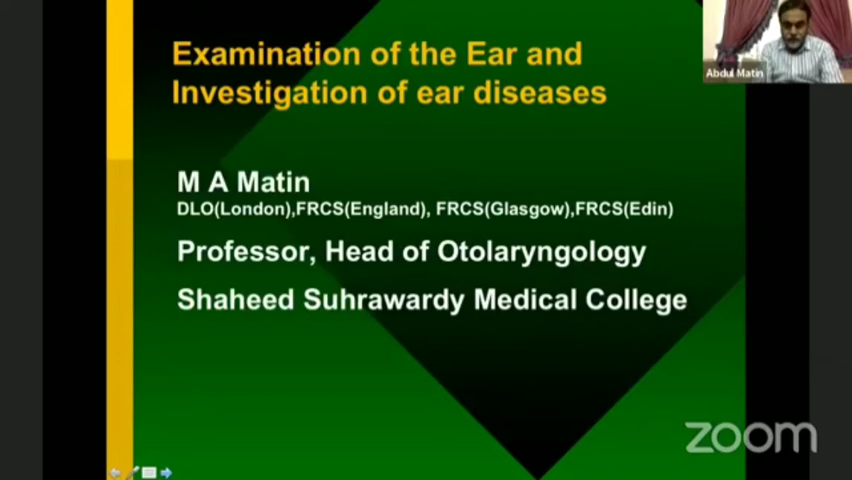 Examination of the Ear and
Investigation of ear diseases
Abdul Matin
M A Matin
DLO(London),FRCS(England), FRCS(Glasgow),FRCS(Edin)
Professor, Head of Otolaryngology
Shaheed Suhrawardy Medical College
zoom